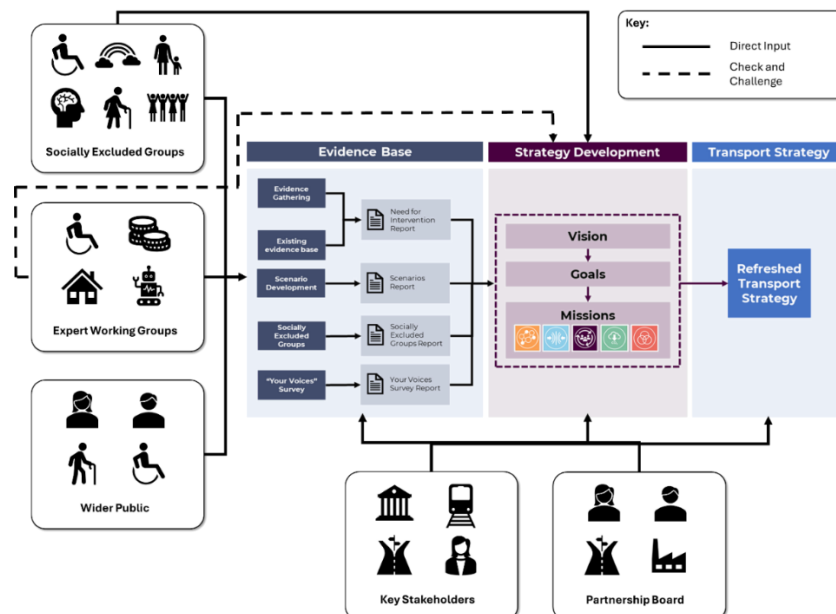 Key:
Direct Input
Check and
Challenge
Socially Excluded Groups
Evidence Base
Strategy Development
Transport Strategy
Evidence
Gathering
Existing
evidence base
Need for
Intervention
Report
Scenario
Development
Scenarios
Report
Socially
Excluded
Groups
Socially
Excluded
Groups Report
"Your Voices"
Survey
Your Voices
Survey Report
Vision
Goals
Missions
Refreshed
Transport
Strategy
Expert Working Groups
Wider Public
Key Stakeholders
Partnership Board